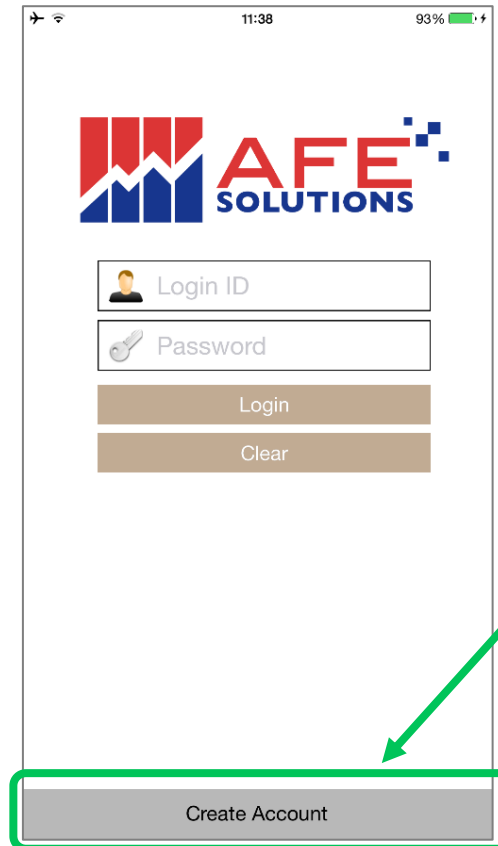 11:38
93%
AFE
SOLUTIONS
Login ID
Password
Login
Clear
Create Account